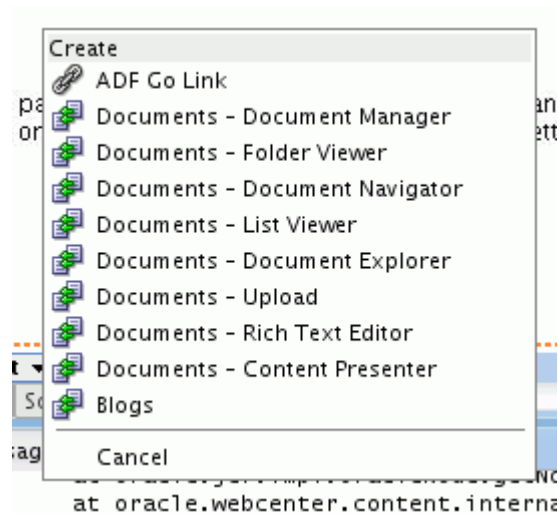 Create
ADF Go Link
Documents - Document Manager
Documents - Folder Viewer
Documents - Document Navigator
Documents - List Viewer
Documents - Document Explorer
Documents - Upload
Documents - Rich Text Editor
Documents - Content Presenter
Blogs
Cancel
at oracle.webcenter.content.interna